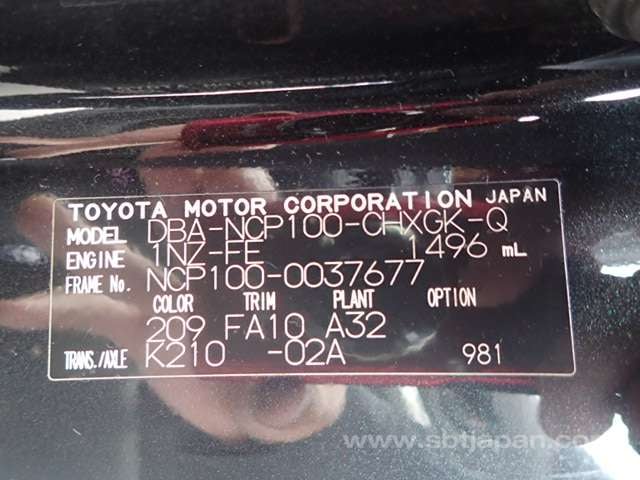 TOYOTA MOTOR CORPORATION JAPAN
MODEL DBA-NCP100-CHXGK-Q
ENGINE 1NZ-FE 1496 mL
FRAME No. NCP100-0037677
COLOR TRIM PLANT OPTION
209 FA10 A32
TRANS./AXLE K210 -02A 981
www.sbtjapan.com